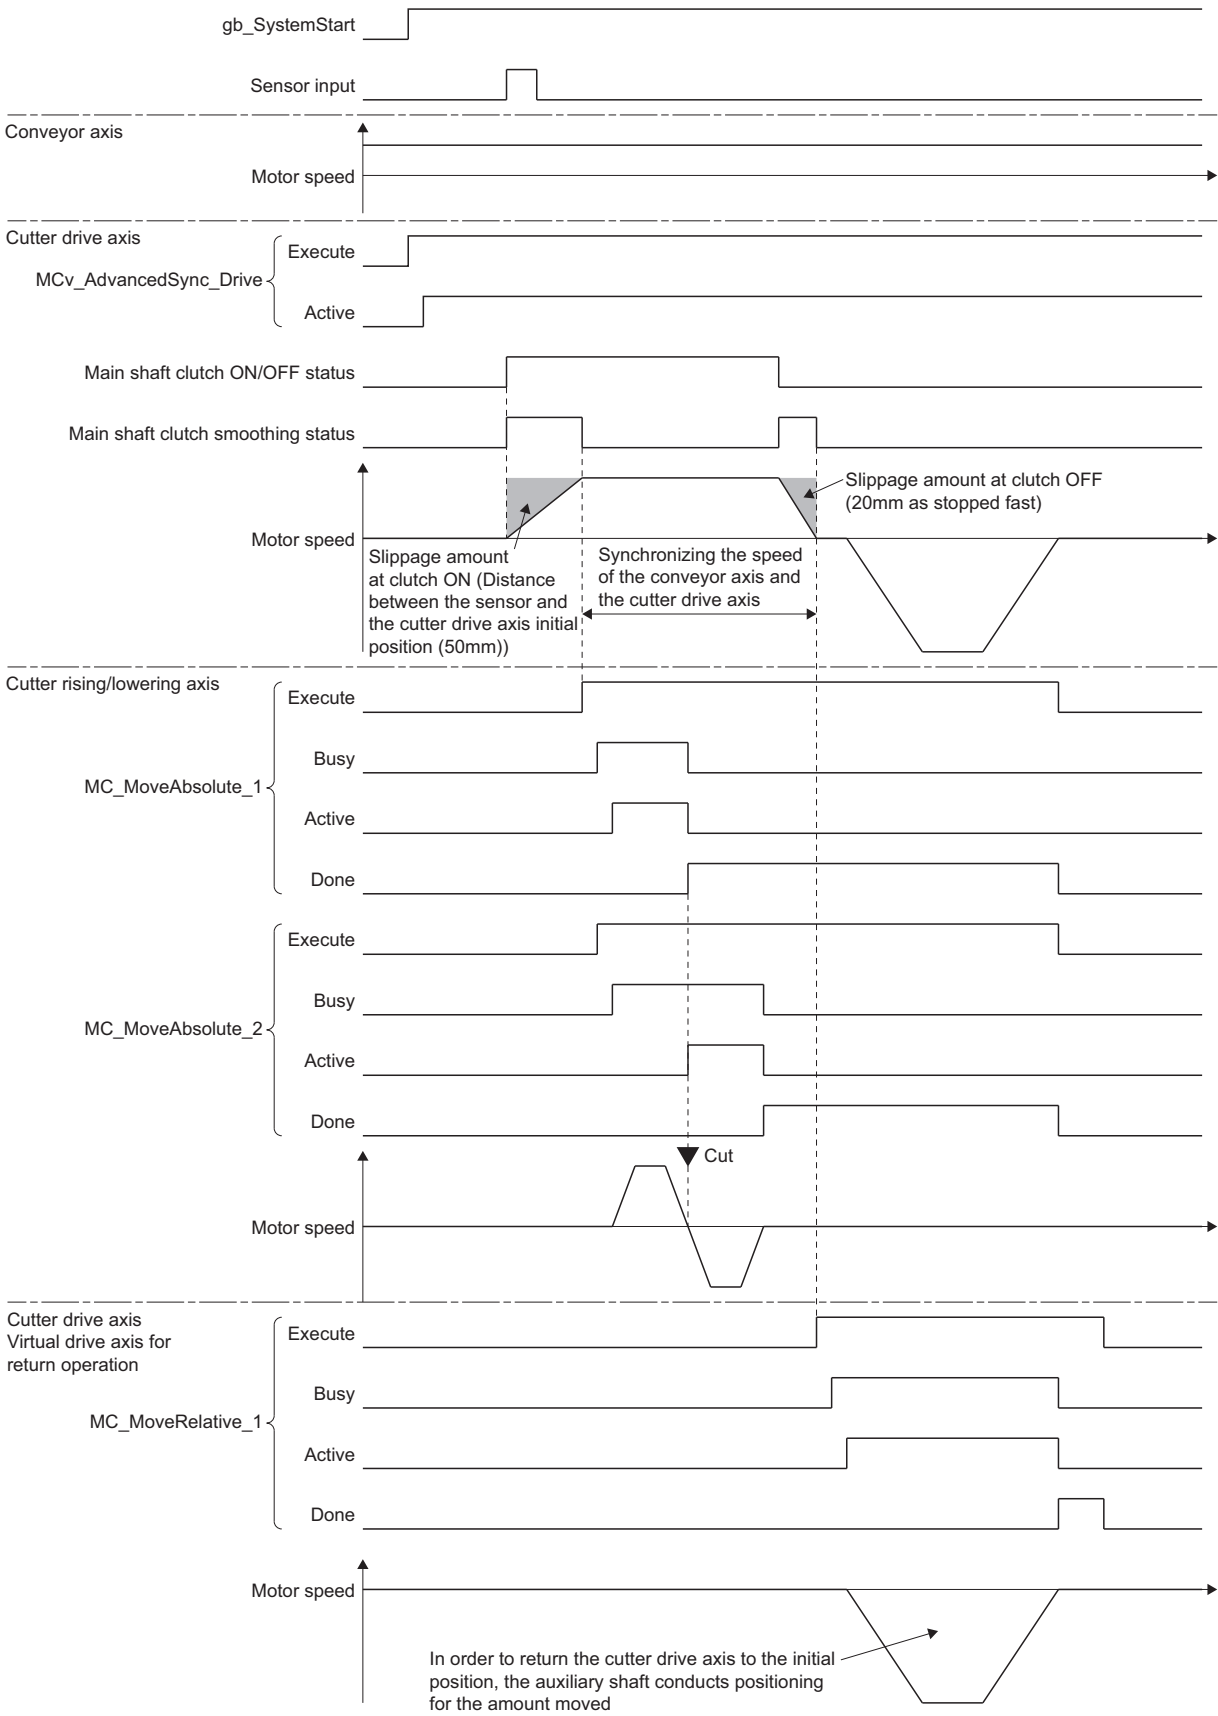 gb_SystemStart
Sensor input
Conveyor axis
Motor speed
Cutter drive axis
MCv_AdvancedSync_Drive
Execute
Active
Main shaft clutch ON/OFF status
Main shaft clutch smoothing status
Motor speed
Slippage amount at clutch OFF
(20mm as stopped fast)
Slippage amount
at clutch ON (Distance
between the sensor and
the cutter drive axis initial
position (50mm))
Synchronizing the speed
of the conveyor axis and
the cutter drive axis
Cutter rising/lowering axis
MC_MoveAbsolute_1
Execute
Busy
Active
Done
MC_MoveAbsolute_2
Execute
Busy
Active
Done
Cut
Motor speed
Cutter drive axis
Virtual drive axis for
return operation
MC_MoveRelative_1
Execute
Busy
Active
Done
Motor speed
In order to return the cutter drive axis to the initial
position, the auxiliary shaft conducts positioning
for the amount moved